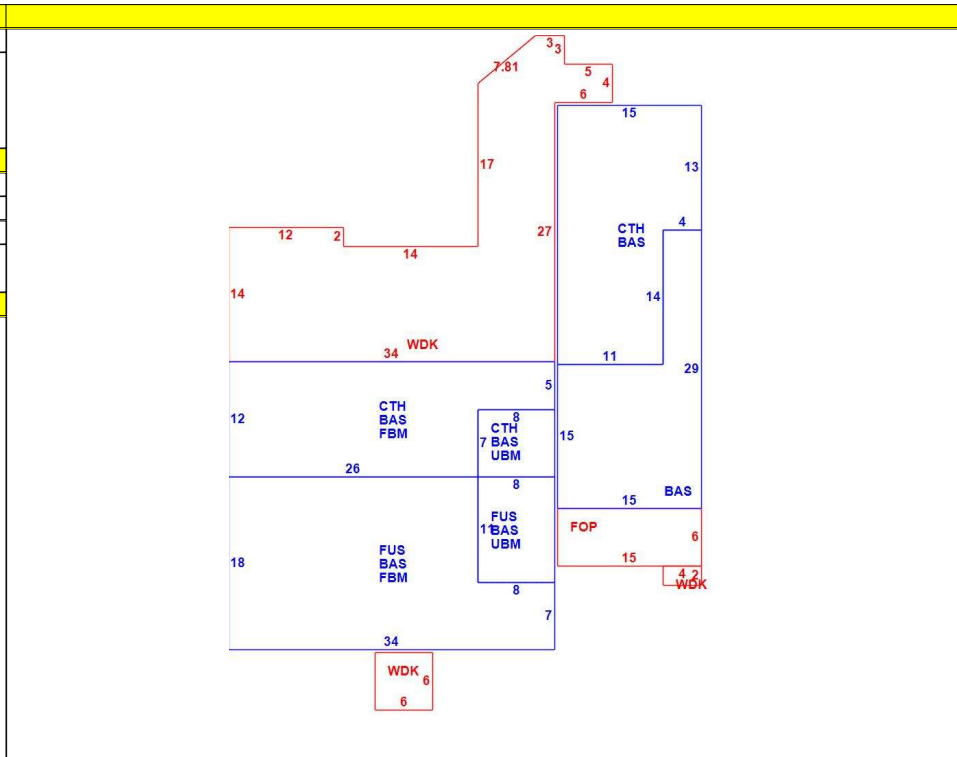 3
3
7.81
5
4
6
15
17
13
4
12
2
27
CTH
BAS
14
14
14
11
29
WDK
34
5
12
CTH
BAS
FBM
8
CTH
7 BAS
UBM
15
26
8
15
BAS
FUS
11 BAS
UBM
FOP
6
18
FUS
BAS
FBM
15
4 2
WDK
8
7
34
WDK
6
6